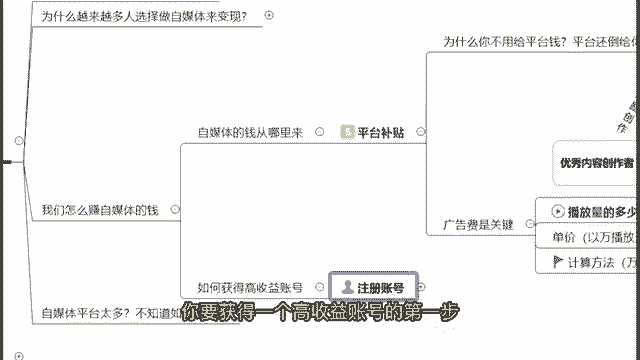 为什么越来越多人选择做自媒体来变现?
为什么你不用给平台钱？平台还倒给你
创
作
自媒体的钱从哪里来
平台补贴
优秀内容创作者
我们怎么赚自媒体的钱
广告费是关键
播放量的多少
单价（以万播放
计算方法（万
如何获得高收益账号
注册账号
自媒体平台太多？不知道如
你要获得一个高收益账号的第一步